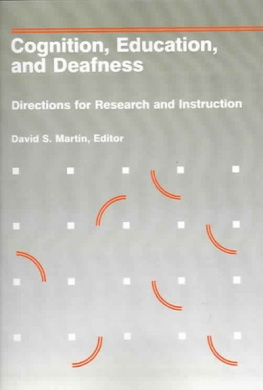 Cognition, Education,
and Deafness
Directions for Research and Instruction
David S. Martin, Editor